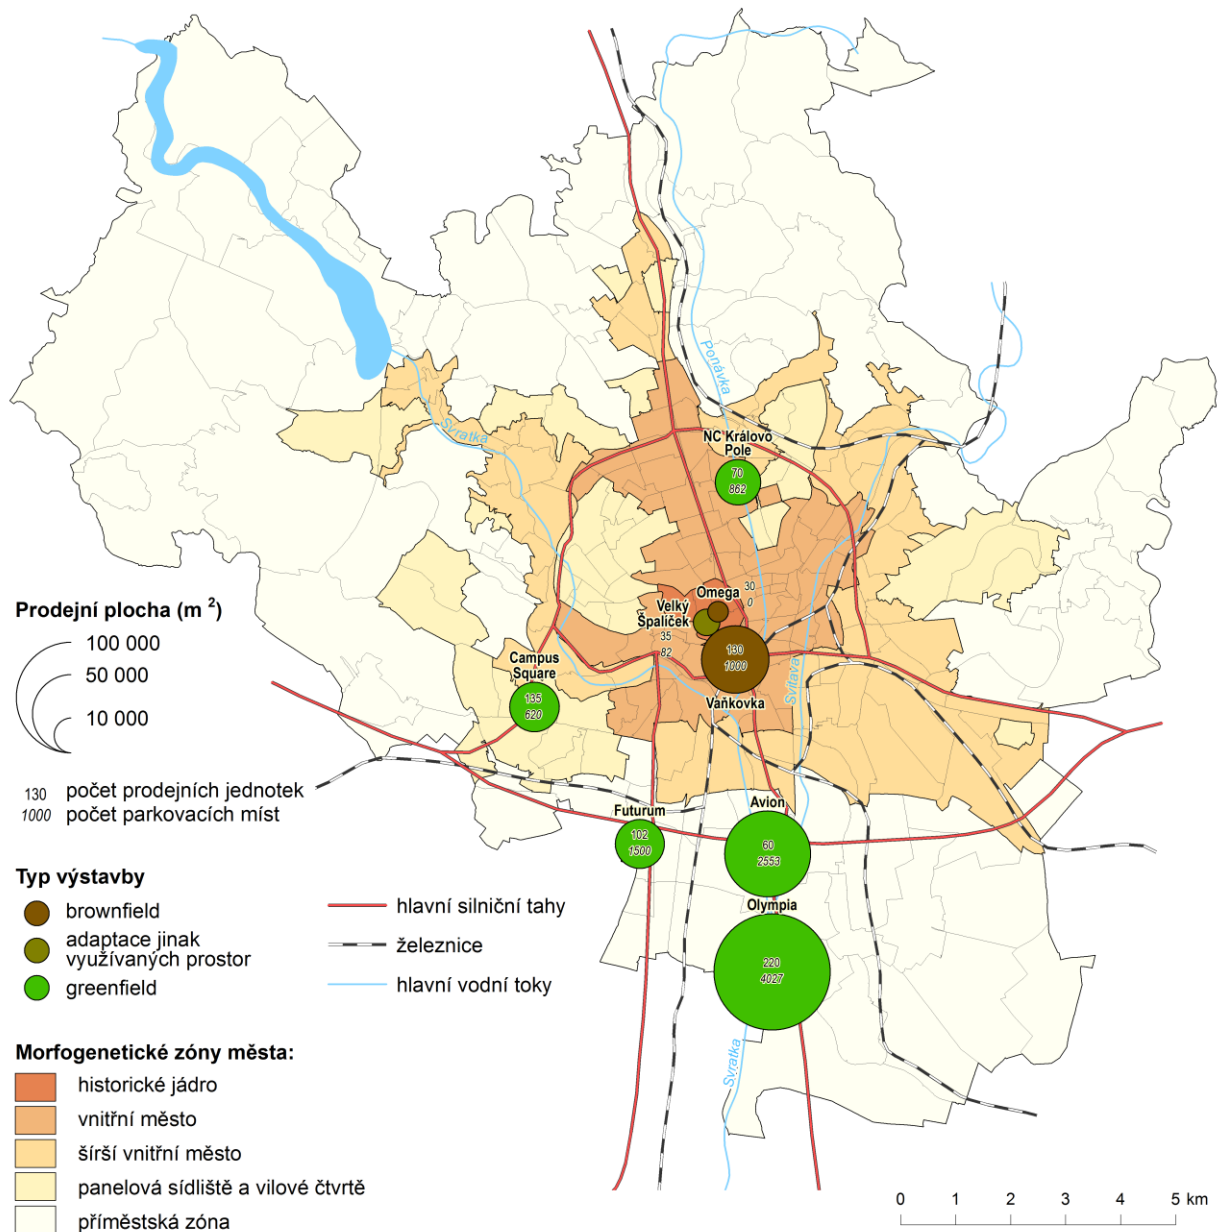 Ponávka
Svratka
NC Královo
Pole
70
862
Omega
30
0
Velký
Špalíček
35
82
130
1000
Vaňkovka
Svitava
Campus
Square
135
620
Futurum
102
1500
Avion
60
2553
Olympia
220
4027
Svratka
Prodejní plocha (m 2)
100 000
50 000
10 000
130 počet prodejních jednotek
1000 počet parkovacích míst
Typ výstavby
brownfield
adaptace jinak
využívaných prostor
greenfield
hlavní silniční tahy
železnice
hlavní vodní toky
Morfogenetické zóny města:
historické jádro
vnitřní město
šírší vnitřní město
panelová sídliště a vilové čtvrtě
příměstská zóna
0 1 2 3 4 5 km